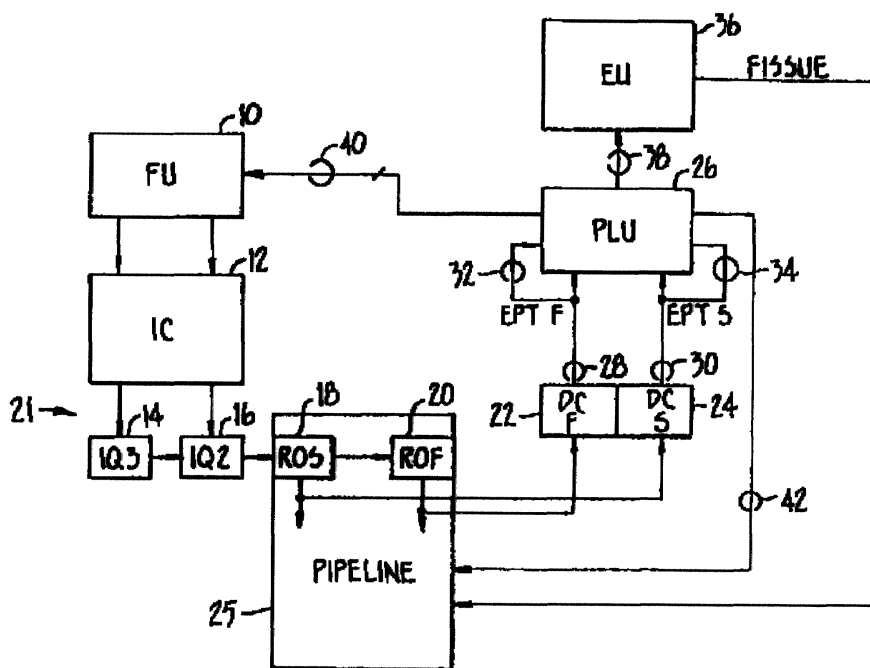 36
EU
FISSUE
10
40
38
26
FU
PLU
12
32
34
IC
EPT F
EPT S
28
30
21
14
16
18
20
22
DC F
DC S
24
IQ3
IQ2
ROS
ROF
42
PIPELINE
25